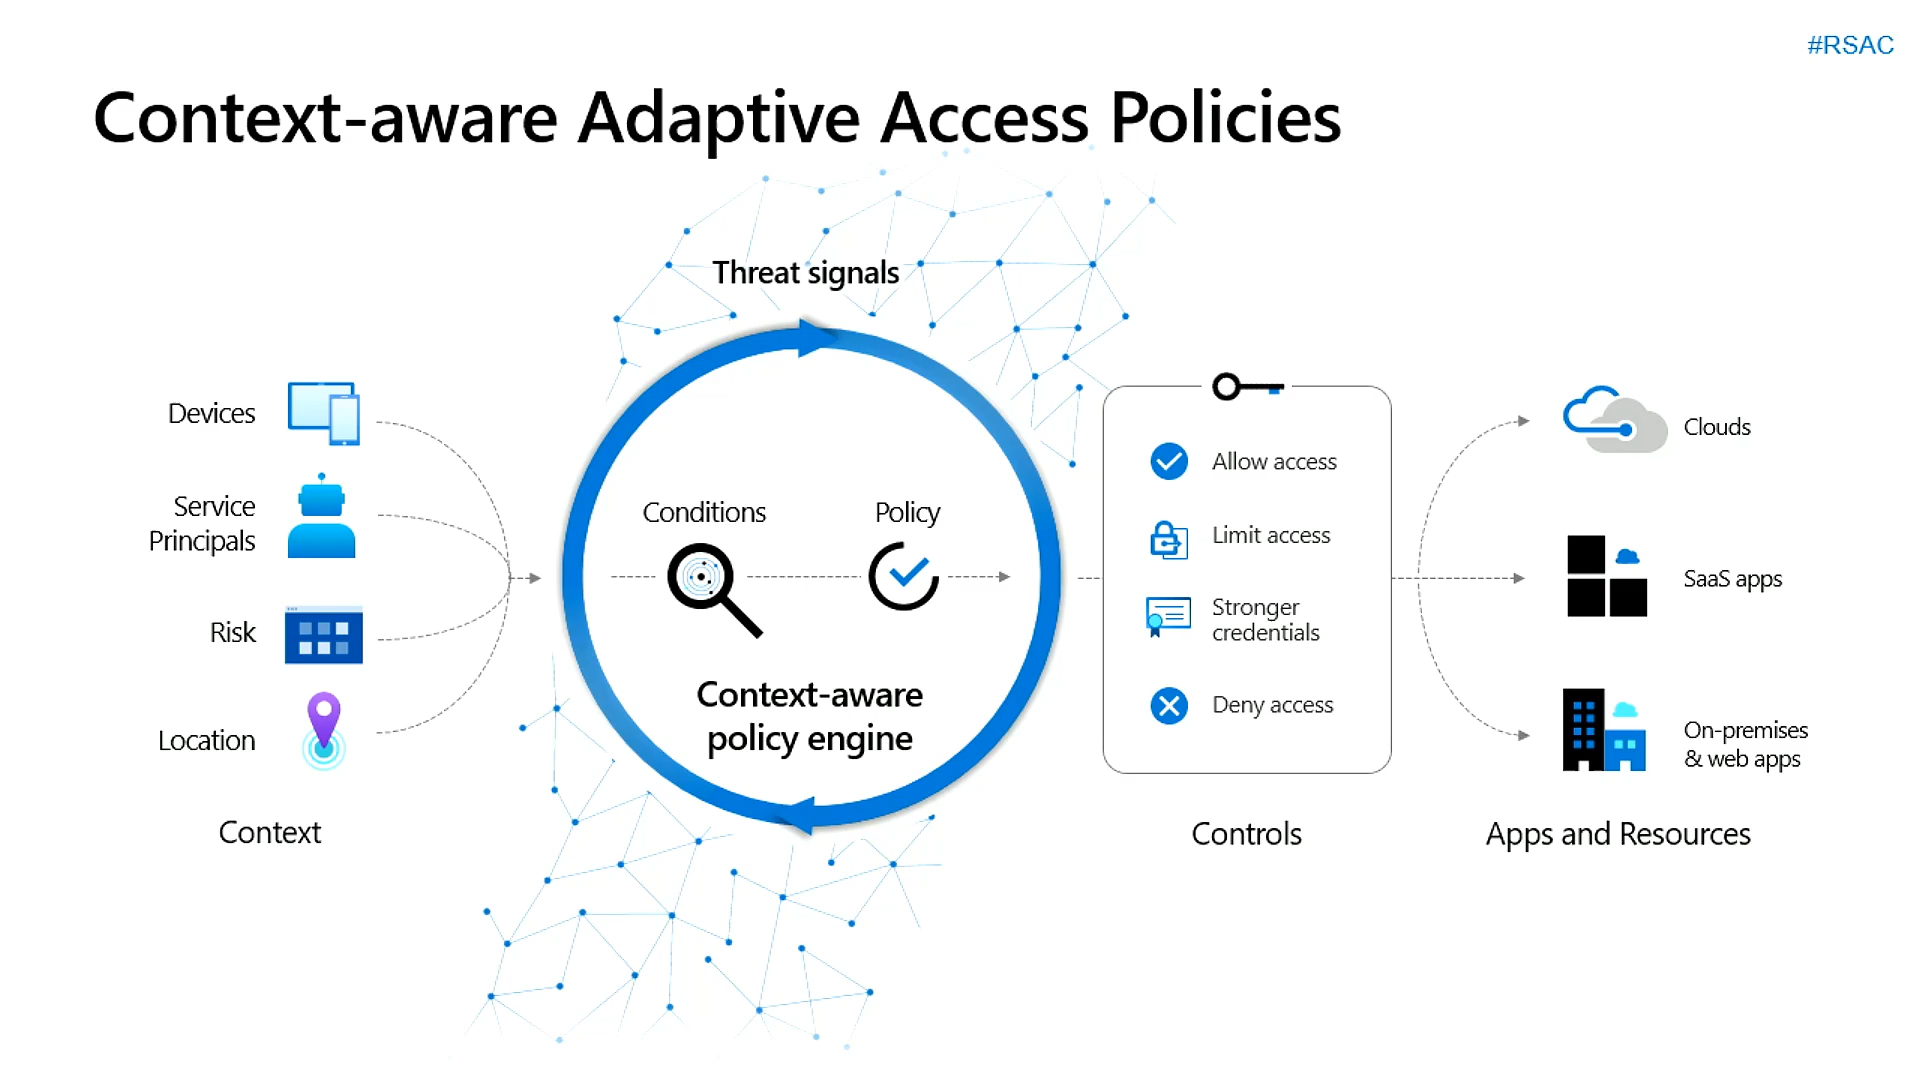 #RSAC
Context-aware Adaptive Access Policies
Threat signals
Devices
Service
Principals
Risk
Location
Context
Conditions
Policy
Context-aware
policy engine
Allow access
Limit access
Stronger
credentials
Deny access
Controls
Clouds
SaaS apps
On-premises
& web apps
Apps and Resources